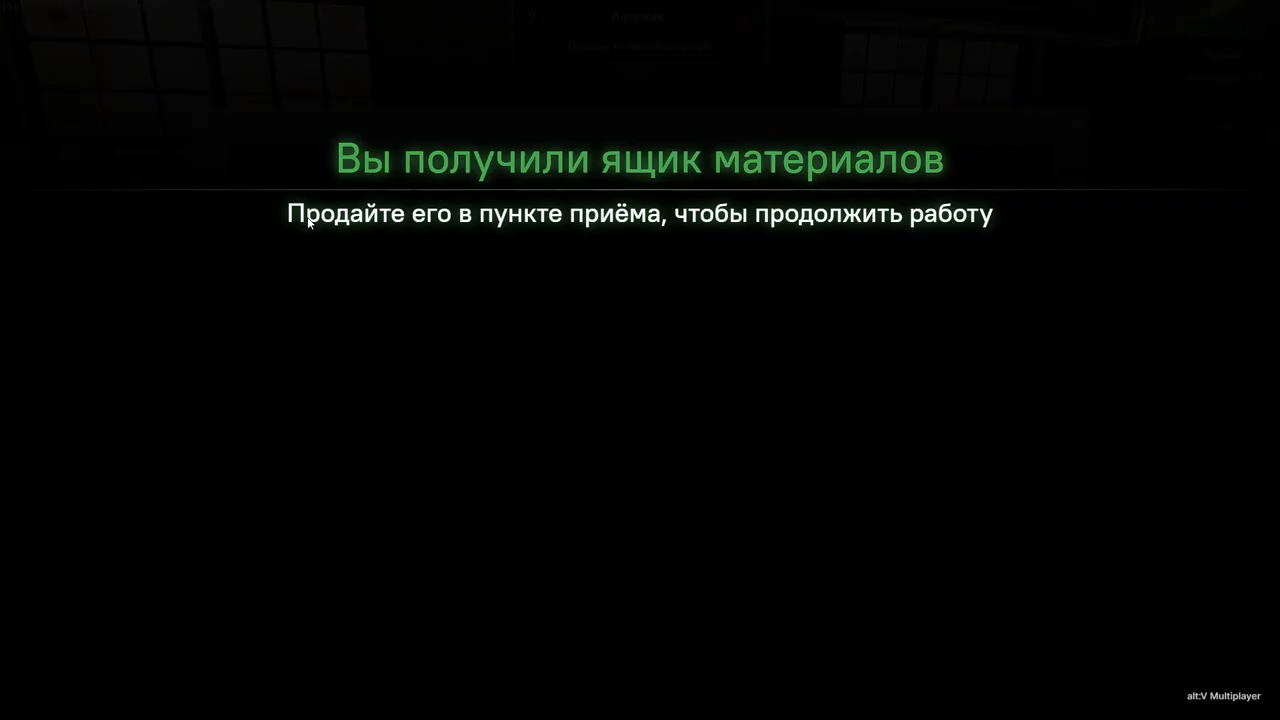 Вы получили ящик материалов
Продайте его в пункте приёма, чтобы продолжить работу
alt:V Multiplayer